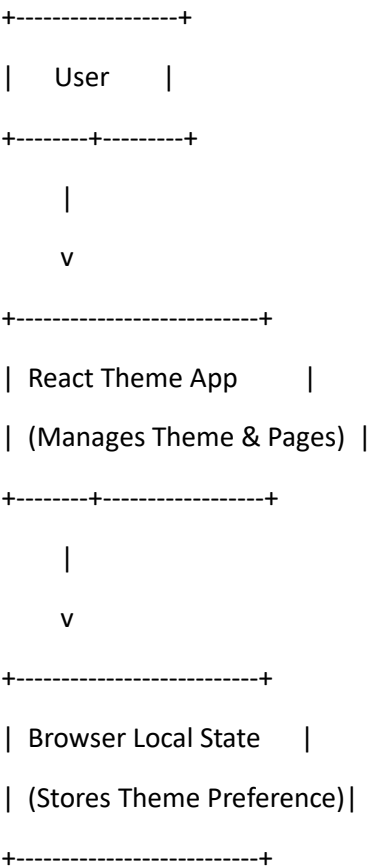 +------------------+
| User |
+--------+---------+
|
v
+---------------------------+
| React Theme App |
| (Manages Theme & Pages) |
+--------+------------------+
|
v
+---------------------------+
| Browser Local State |
| (Stores Theme Preference)|
+---------------------------+